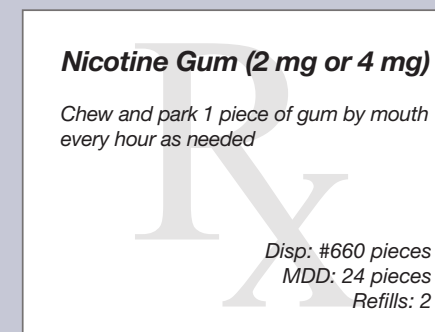 Rx
Nicotine Gum (2 mg or 4 mg)
Chew and park 1 piece of gum by mouth
every hour as needed
Disp: #660 pieces
MDD: 24 pieces
Refills: 2